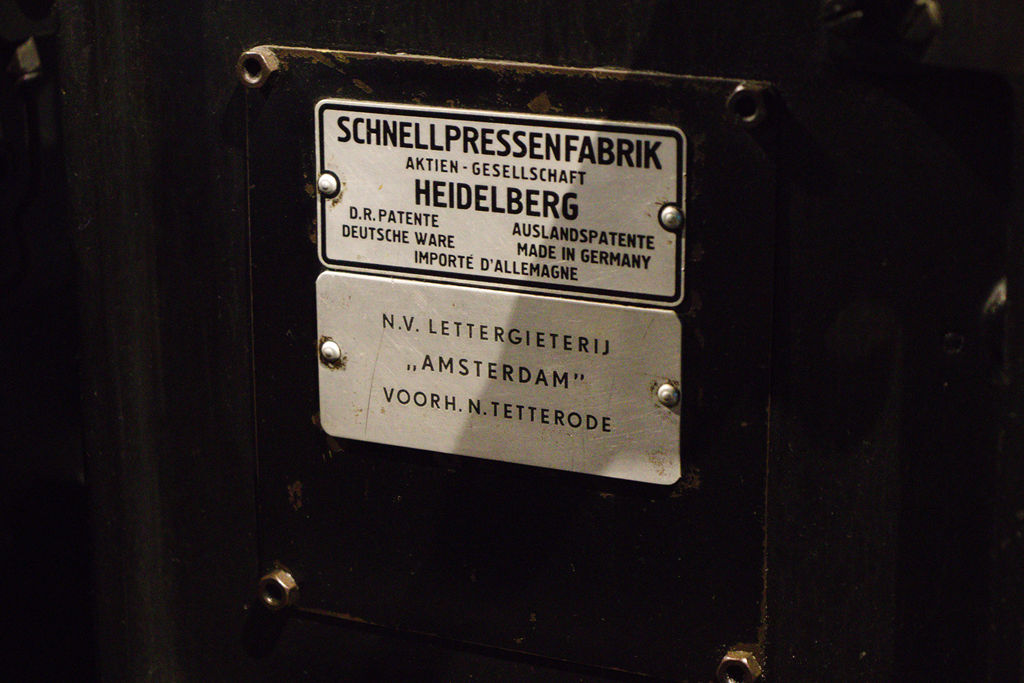 SCHNELLPRESSENFABRIK
AKTIEN-GESELLSCHAFT
HEIDELBERG
D.R. PATENTE AUSLANDSPATENTE
DEUTSCHE WARE MADE IN GERMANY
IMPORTÉ D'ALLEMAGNE
N.V. LETTERGIETERIJ
„AMSTERDAM”
VOORH. N. TETTERODE